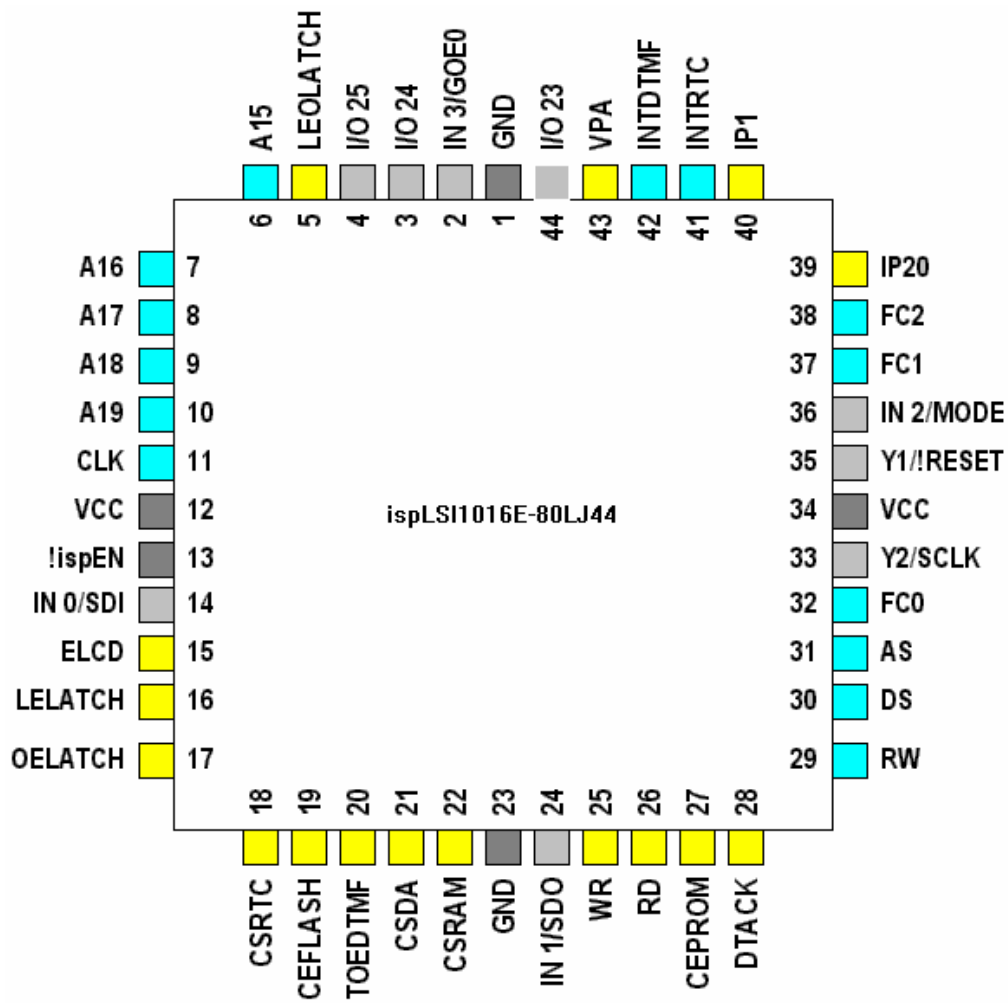 A15
LEOLATCH
I/O 25
I/O 24
IN 3/GOE0
GND
I/O 23
VPA
INTDTMF
INTRTC
IP1
6
5
4
3
2
1
44
43
42
41
40
A16 7
A17 8
A18 9
A19 10
CLK 11
VCC 12
!ispEN 13
IN 0/SDI 14
ELCD 15
LELATCH 16
OELATCH 17
ispLSI1016E-80LJ44
39 IP20
38 FC2
37 FC1
36 IN 2/MODE
35 Y1/!RESET
34 VCC
33 Y2/SCLK
32 FC0
31 AS
30 DS
29 RW
18
19
20
21
22
23
24
25
26
27
28
CSRTC
CEFLASH
TOEDTMF
CSDA
CSRAM
GND
IN 1/SDO
WR
RD
CEPROM
DTACK